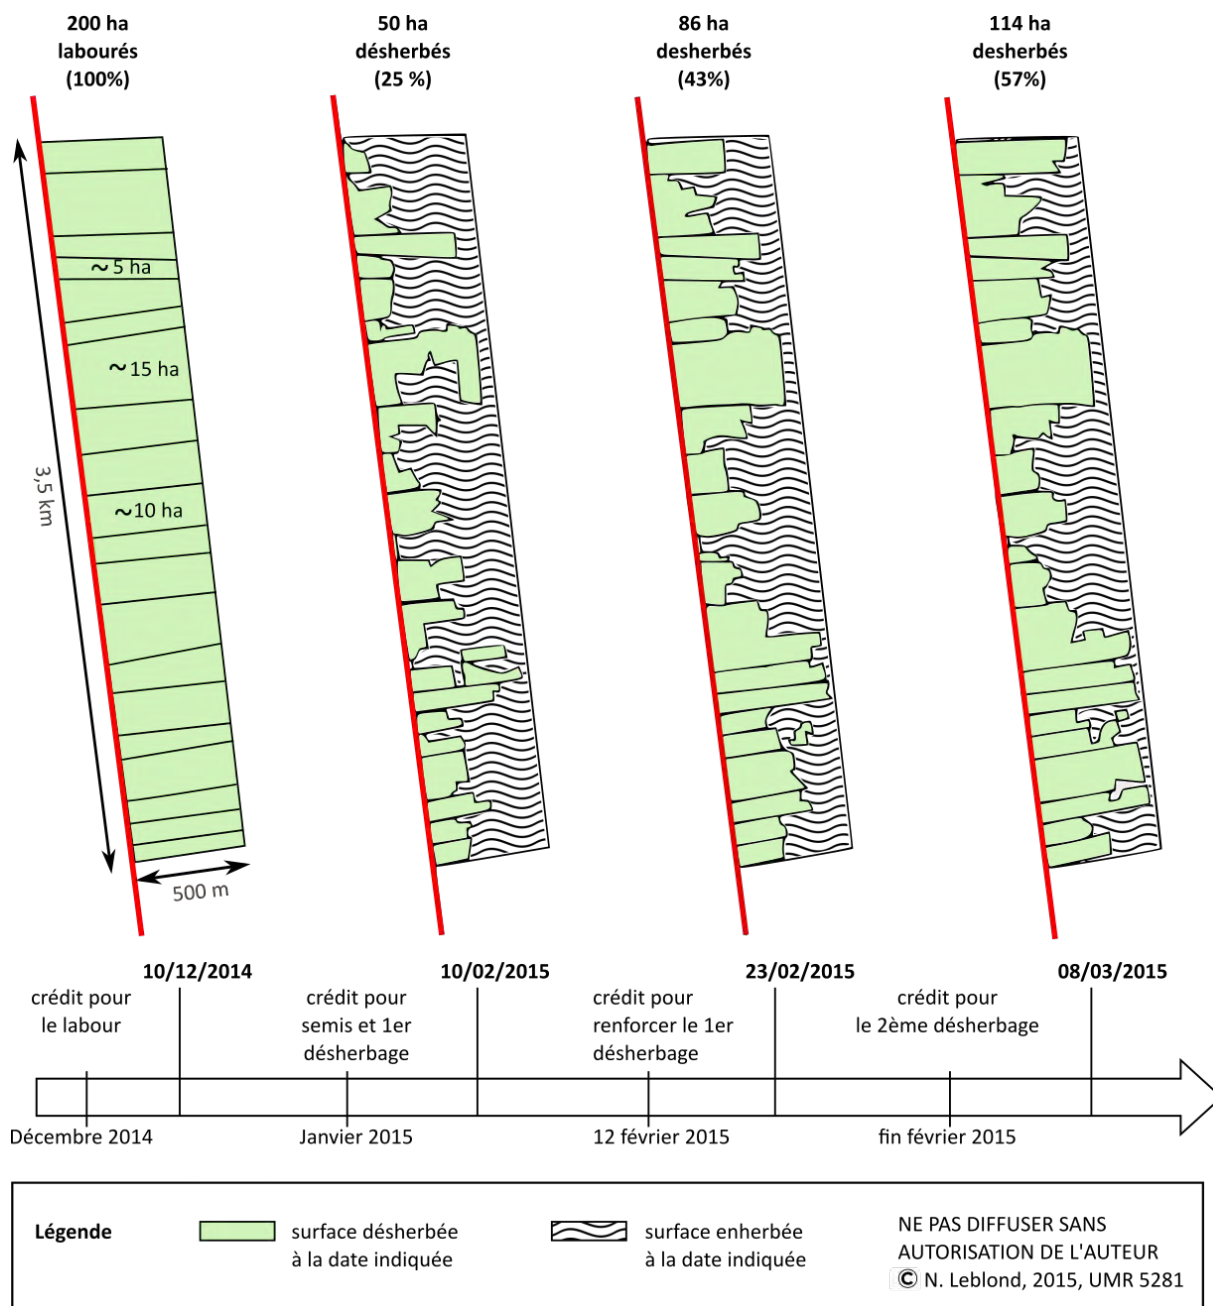 200 ha
labourés
(100%)
50 ha
désherbés
(25 %)
86 ha
desherbés
(43%)
114 ha
desherbés
(57%)
~ 5 ha
~ 15 ha
~10 ha
3,5 km
500 m
10/12/2014
10/02/2015
23/02/2015
08/03/2015
crédit pour
le labour
crédit pour
semis et 1er
désherbage
crédit pour
renforcer le 1er
désherbage
crédit pour
le 2ème désherbage
Décembre 2014
Janvier 2015
12 février 2015
fin février 2015
Légende
surface désherbée
à la date indiquée
surface enherbée
à la date indiquée
NE PAS DIFFUSER SANS
AUTORISATION DE L'AUTEUR
© N. Leblond, 2015, UMR 5281